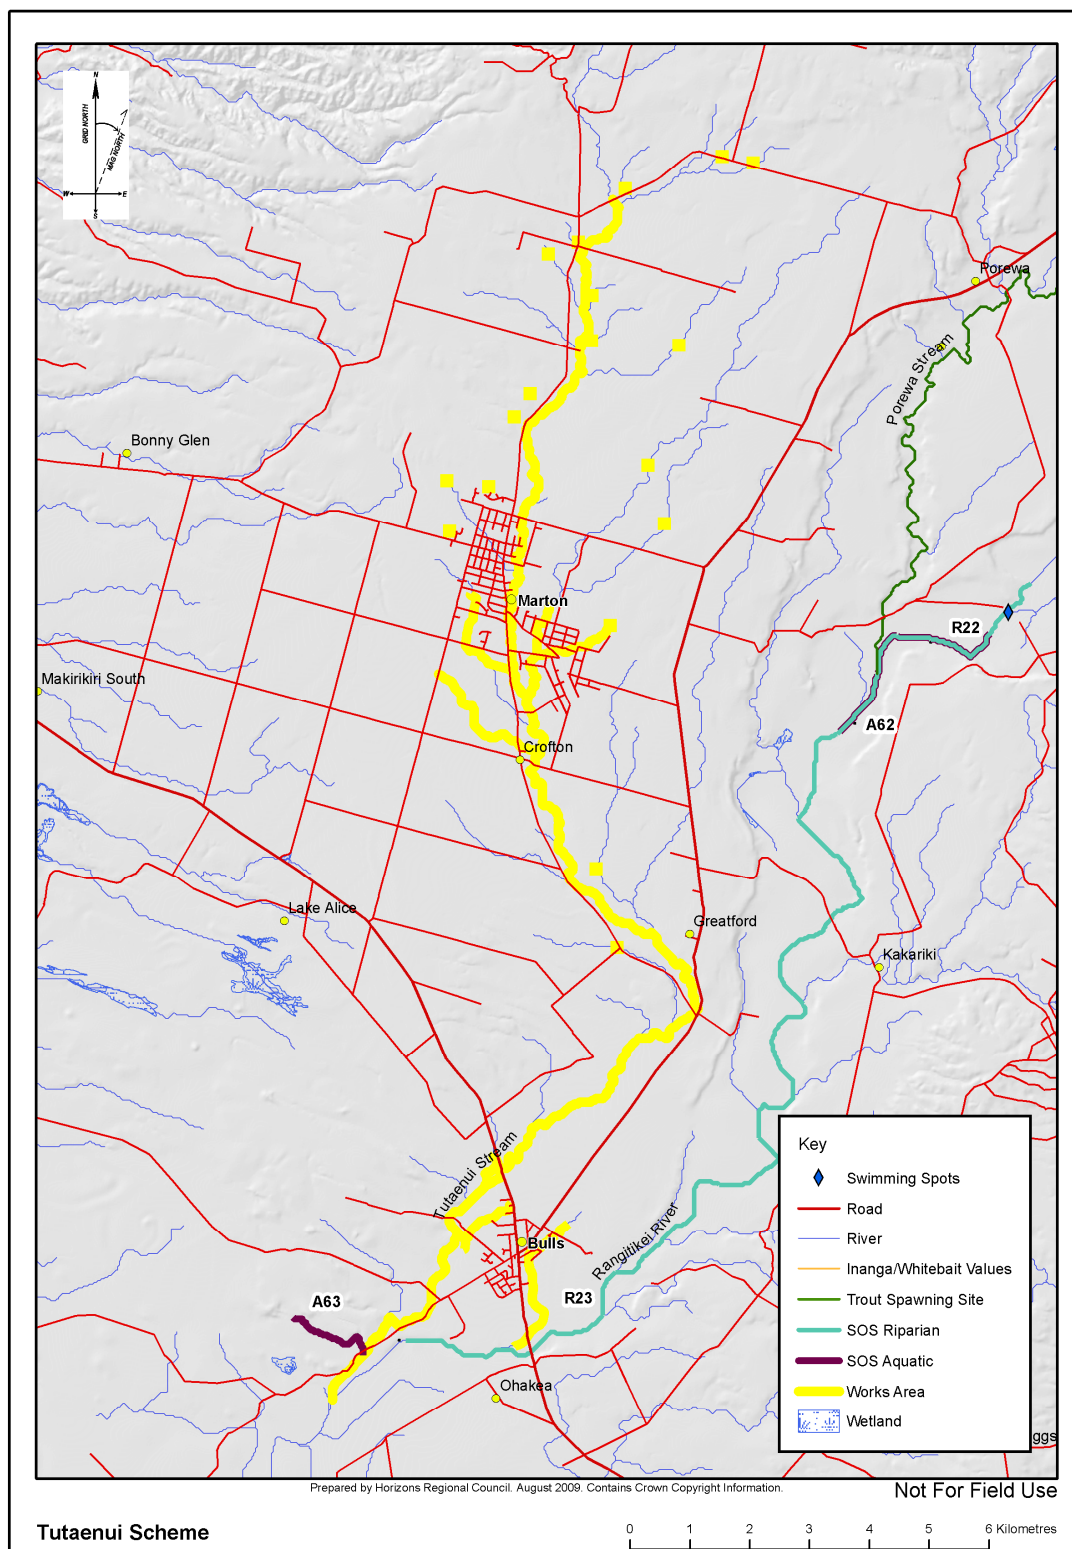 N
GRID NORTH
MAG NORTH
W
E
S
Porewa
Porewa Stream
Bonny Glen
Marton
R22
Makirikiri South
A62
Crofton
Lake Alice
Greatford
Kakariki
Tutaenui Stream
Rangitikei River
Bulls
R23
A63
Ohakea
Key
Swimming Spots
Road
River
Inanga/Whitebait Values
Trout Spawning Site
SOS Riparian
SOS Aquatic
Works Area
Wetland
ggs
Prepared by Horizons Regional Council. August 2009. Contains Crown Copyright Information.
Not For Field Use
Tutaenui Scheme
0 1 2 3 4 5 6 Kilometres